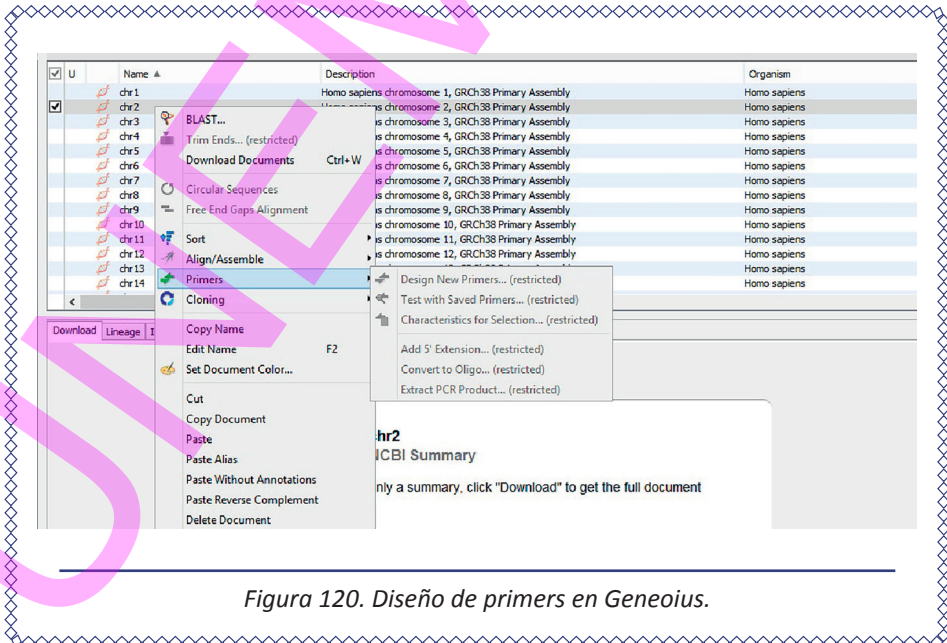 U Name Description Organism
chr1 Homo sapiens chromosome 1, GRCh38 Primary Assembly Homo sapiens
chr2 chromosome 2, GRCh38 Primary Assembly Homo sapiens
chr3 s chromosome 3, GRCh38 Primary Assembly Homo sapiens
chr4 s chromosome 4, GRCh38 Primary Assembly Homo sapiens
chr5 s chromosome 5, GRCh38 Primary Assembly Homo sapiens
chr6 s chromosome 6, GRCh38 Primary Assembly Homo sapiens
chr7 s chromosome 7, GRCh38 Primary Assembly Homo sapiens
chr8 s chromosome 8, GRCh38 Primary Assembly Homo sapiens
chr9 s chromosome 9, GRCh38 Primary Assembly Homo sapiens
chr10 s chromosome 10, GRCh38 Primary Assembly Homo sapiens
chr11 s chromosome 11, GRCh38 Primary Assembly Homo sapiens
chr12 s chromosome 12, GRCh38 Primary Assembly Homo sapiens
chr13 Homo sapiens
chr14 Homo sapiens
BLAST...
Trim Ends... (restricted)
Download Documents Ctrl+W
Circular Sequences
Free End Gaps Alignment
Sort
Align/Assemble
Primers
Cloning
Copy Name
Edit Name F2
Set Document Color...
Cut
Copy Document
Paste
Paste Alias
Paste Without Annotations
Paste Reverse Complement
Delete Document
Design New Primers... (restricted)
Test with Saved Primers... (restricted)
Characteristics for Selection... (restricted)
Add 5' Extension... (restricted)
Convert to Oligo... (restricted)
Extract PCR Product... (restricted)
Download Lineage I
hr2
ICBI Summary
nly a summary, click "Download" to get the full document
Figura 120. Diseño de primers en Geneoius.